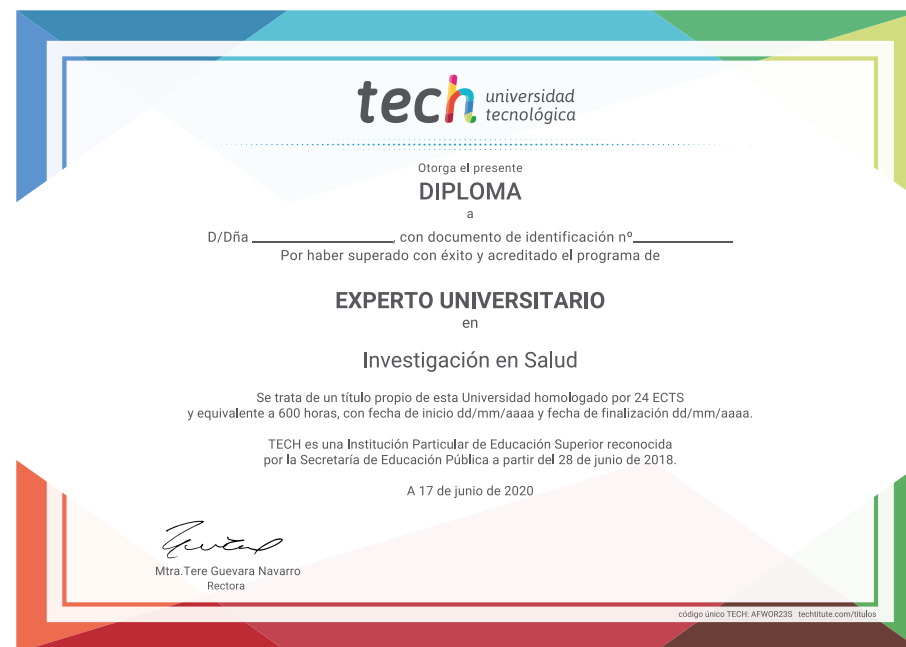 tech universidad
tecnológica
Otorga el presente
DIPLOMA
a
D/Dña ____________________, con documento de identificación nº______________
Por haber superado con éxito y acreditado el programa de
EXPERTO UNIVERSITARIO
en
Investigación en Salud
Se trata de un título propio de esta Universidad homologado por 24 ECTS
y equivalente a 600 horas, con fecha de inicio dd/mm/aaaa y fecha de finalización dd/mm/aaaa.
TECH es una Institución Particular de Educación Superior reconocida
por la Secretaría de Educación Pública a partir del 28 de junio de 2018.
A 17 de junio de 2020
Mtra.Tere Guevara Navarro
Rectora
código único TECH: AFWOR23S techtitute.com/titulos